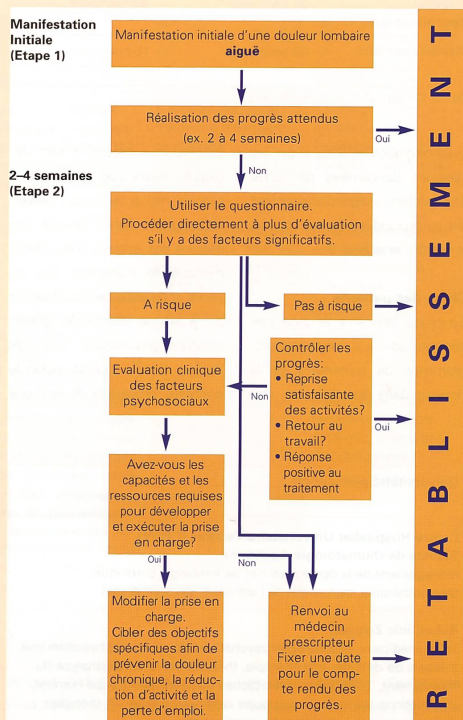 Manifestation
Initiale
(Etape 1)
Manifestation initiale d'une douleur lombaire
aiguë
Réalisation des progrès attendus
(ex. 2 à 4 semaines)
Oui
Non
2–4 semaines
(Etape 2)
Utiliser le questionnaire.
Procéder directement à plus d'évaluation
s'il y a des facteurs significatifs.
A risque
Pas à risque
Evaluation clinique
des facteurs
psychosociaux
Non
Contrôler les
progrès:
• Reprise
satisfaisante
des activités?
• Retour au
travail?
• Réponse
positive au
traitement
Oui
Avez-vous les
capacités et les
ressources requises
pour développer
et exécuter la prise
en charge?
Oui
Non
Modifier la prise en
charge.
Cibler des objectifs
spécifiques afin de
prévenir la douleur
chronique, la réduc-
tion d'activité et la
perte d'emploi.
Renvoi au
médecin
prescripteur
Fixer une date
pour le comp-
te rendu des
progrès.
RETABLISSEMENT